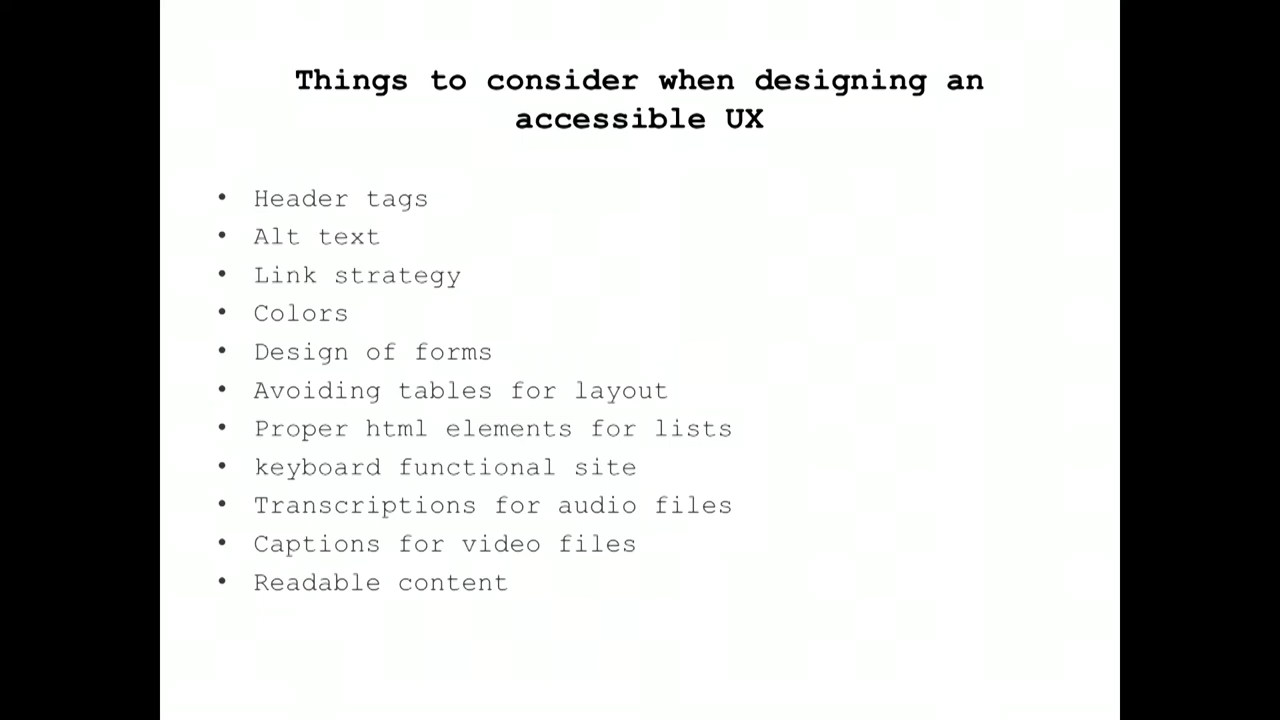 Things to consider when designing an
accessible UX
• Header tags
• Alt text
• Link strategy
• Colors
• Design of forms
• Avoiding tables for layout
• Proper html elements for lists
• keyboard functional site
• Transcriptions for audio files
• Captions for video files
• Readable content